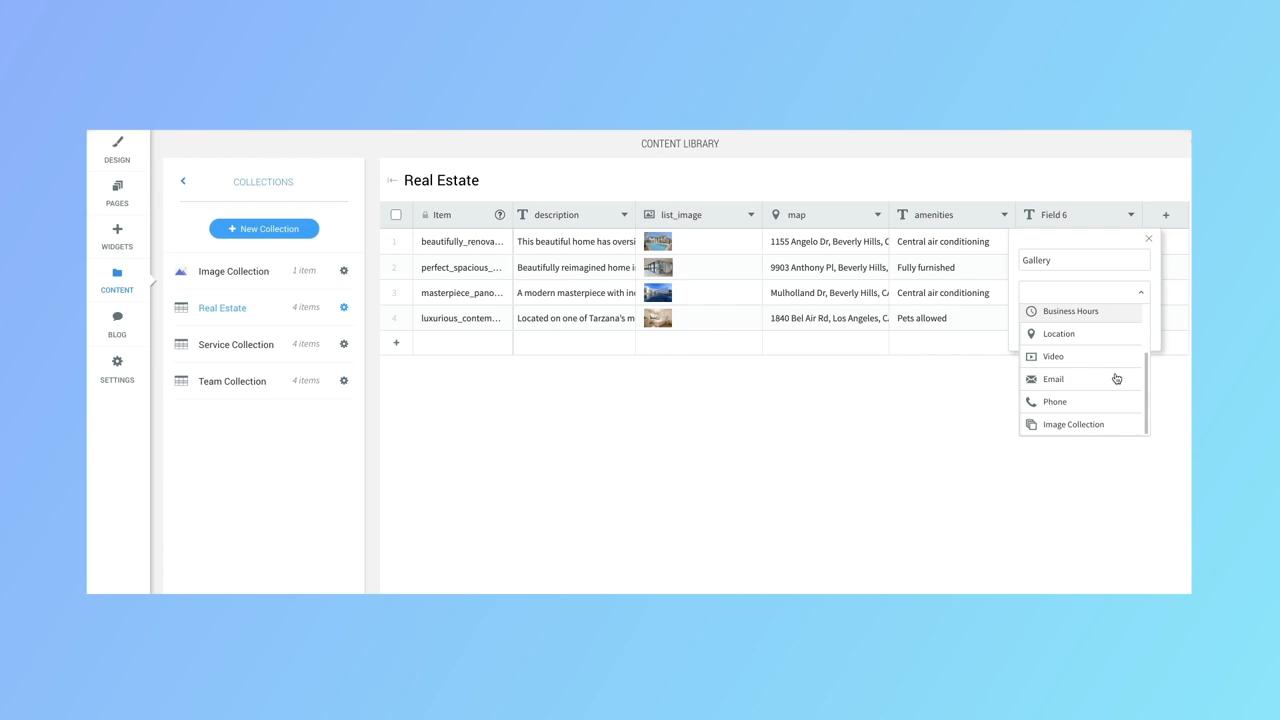 CONTENT LIBRARY
DESIGN
PAGES
WIDGETS
CONTENT
BLOG
SETTINGS
COLLECTIONS
+ New Collection
Image Collection 1 item
Real Estate 4 items
Service Collection 4 items
Team Collection 4 items
Real Estate
Item ? description list_image map amenities Field 6 +
1 beautifully_renova... This beautiful home has oversi 1155 Angelo Dr, Beverly Hills, C Central air conditioning
2 perfect_spacious_... Beautifully reimagined home i 9903 Anthony Pl, Beverly Hills, Fully furnished
3 masterpiece_pano... A modern masterpiece with in Mulholland Dr, Beverly Hills, CA Central air conditioning
4 luxurious_contem... Located on one of Tarzana's m 1840 Bel Air Rd, Los Angeles, C Pets allowed
+
Gallery
Business Hours
Location
Video
Email
Phone
Image Collection